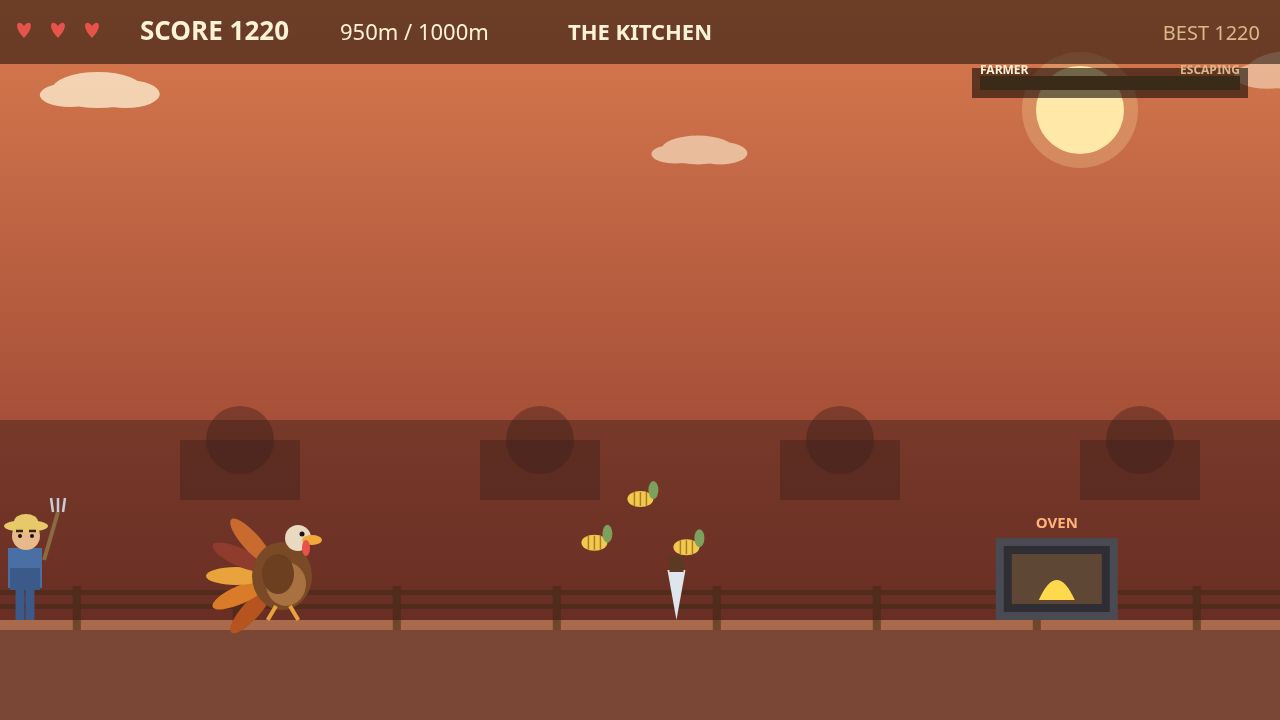 SCORE 1220
950m / 1000m
THE KITCHEN
BEST 1220
FARMER
ESCAPING
OVEN